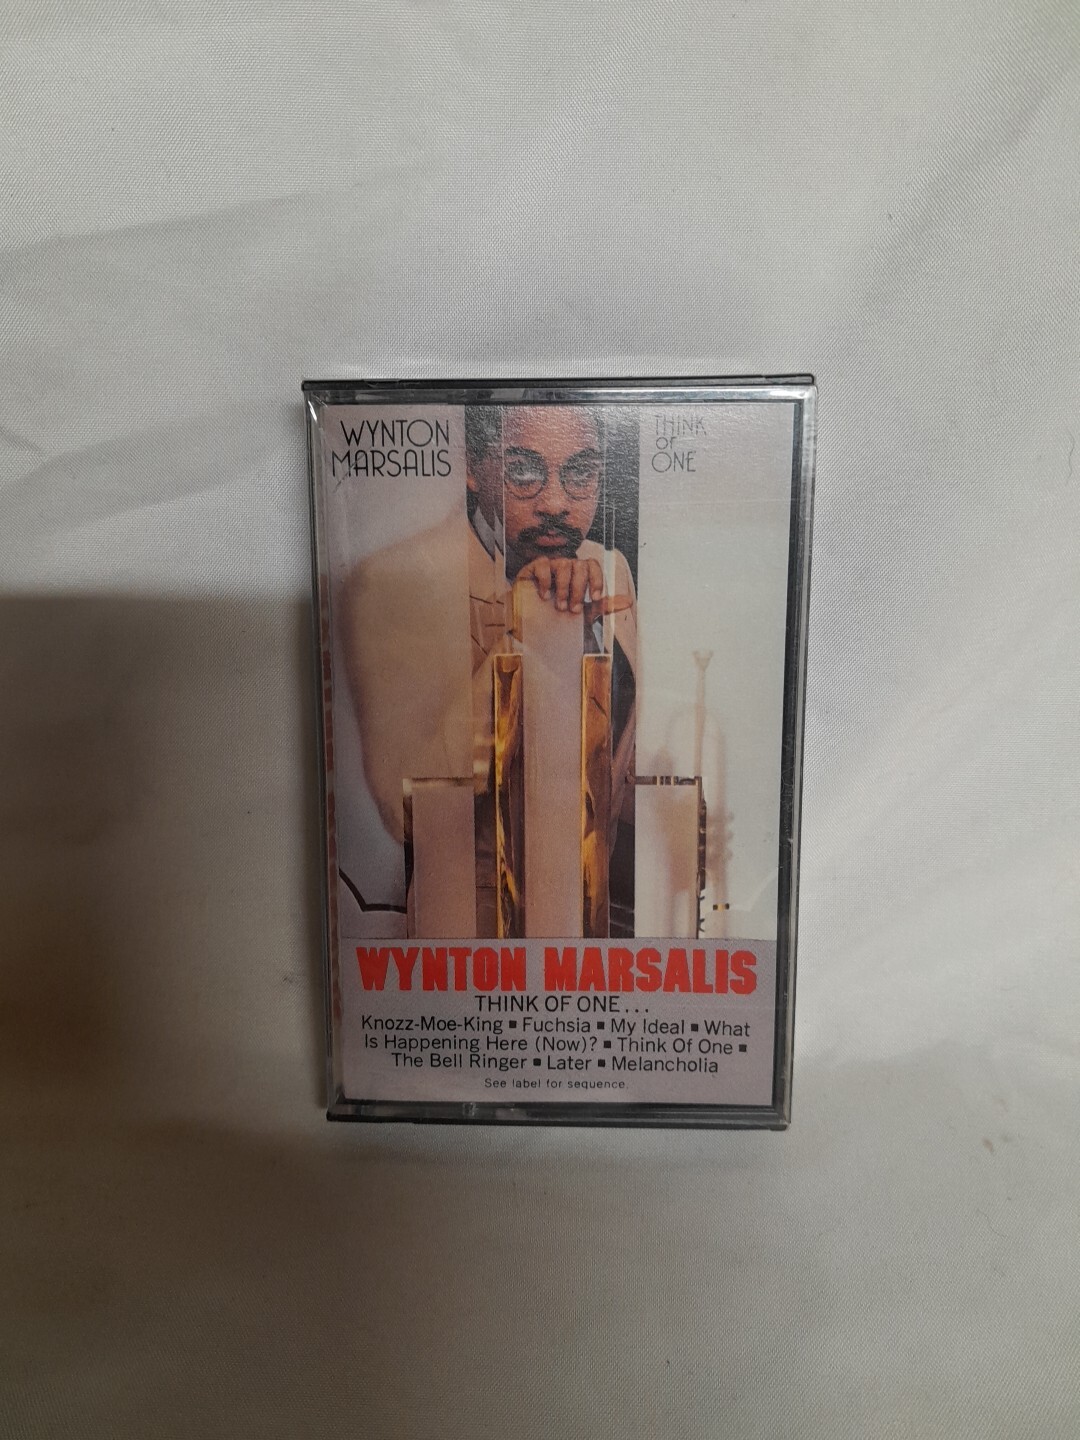 WYNTON
MARSALIS
THINK
OF
ONE
WYNTON MARSALIS
THINK OF ONE...
Knozz-Moe-King ▪ Fuchsia ▪ My Ideal ▪ What
Is Happening Here (Now)? ▪ Think Of One ▪
The Bell Ringer ▪ Later ▪ Melancholia
See label for sequence.